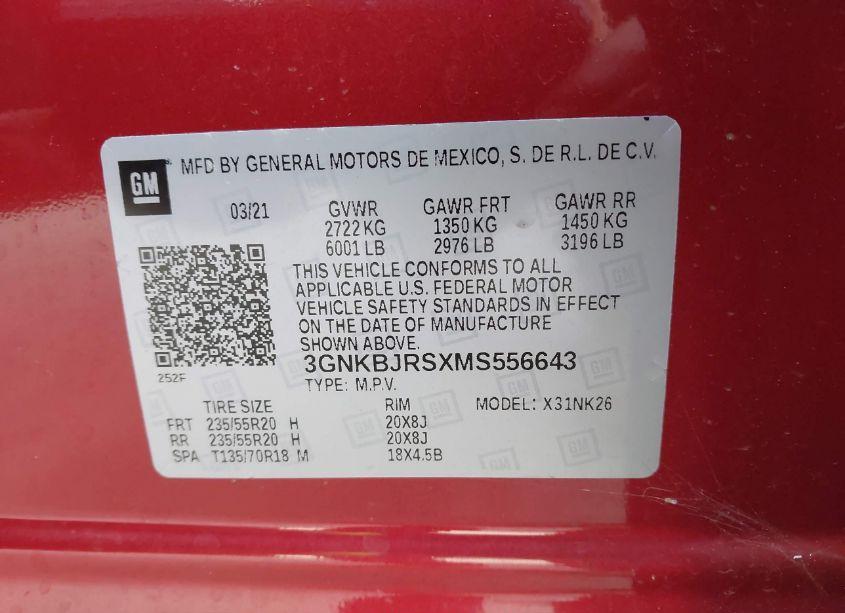 GM
MFD BY GENERAL MOTORS DE MEXICO, S. DE R.L. DE C.V.
03/21 GVWR GAWR FRT GAWR RR
2722 KG 1350 KG 1450 KG
6001 LB 2976 LB 3196 LB
THIS VEHICLE CONFORMS TO ALL
APPLICABLE U.S. FEDERAL MOTOR
VEHICLE SAFETY STANDARDS IN EFFECT
ON THE DATE OF MANUFACTURE
SHOWN ABOVE.
252F 3GNKBJRSXMS556643
TYPE: M.P.V.
TIRE SIZE RIM MODEL: X31NK26
FRT 235/55R20 H 20X8J
RR 235/55R20 H 20X8J
SPA T135/70R18 M 18X4.5B